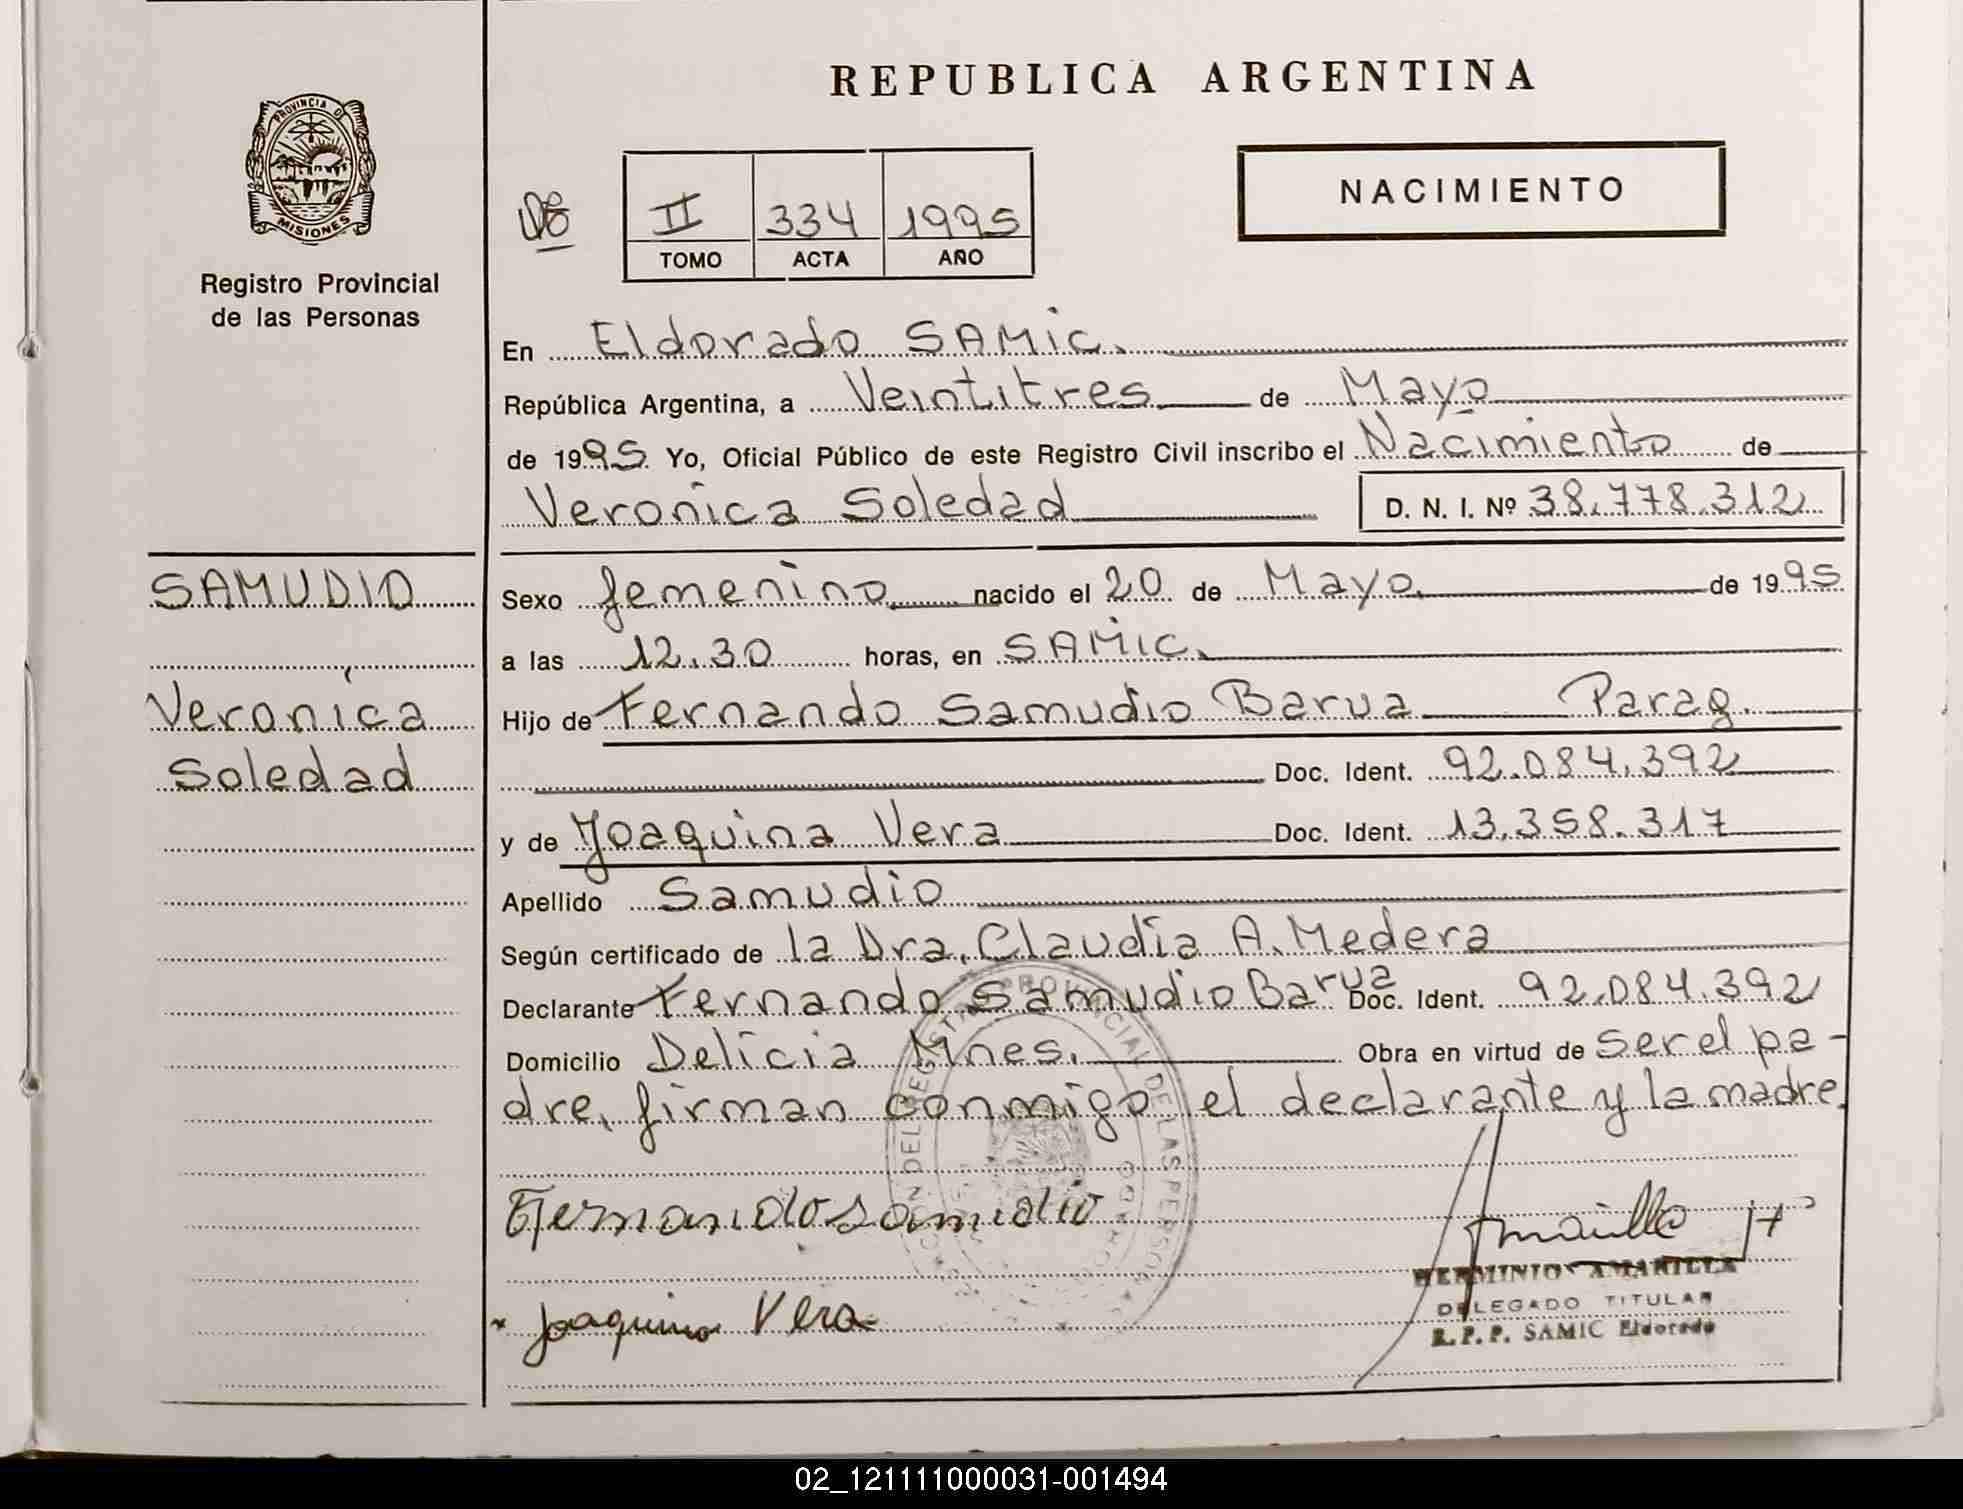 REPUBLICA ARGENTINA
PROVINCIA DE
MISIONES
Registro Provincial
de las Personas
II 334 1995
TOMO ACTA AÑO
NACIMIENTO
En Eldorado SAMIC.
República Argentina, a Veintitres de Mayo
de 1995 Yo, Oficial Público de este Registro Civil inscribo el Nacimiento de
Veronica Soledad D. N. I. Nº 38.778.312
SAMUDIO
Verónica
Soledad
Sexo femenino nacido el 20 de Mayo de 1995
a las 12.30 horas, en SAMIC.
Hijo de Fernando Samudio Barua Parag.
Doc. Ident. 92.084.392
y de Joaquina Vera Doc. Ident. 13.358.317
Apellido Samudio
Según certificado de la Dra. Claudia A. Medera
Declarante Fernando Samudio Barua Doc. Ident. 92.084.392
Domicilio Delicia Mnes. Obra en virtud de ser el pa-
dre, firman conmigo el declarante y la madre.
Fernando Samudio
Joaquina Vera
HERMINIO AMARILLA
DELEGADO TITULAR
R.P.P. SAMIC Eldorado
02_121111000031-001494